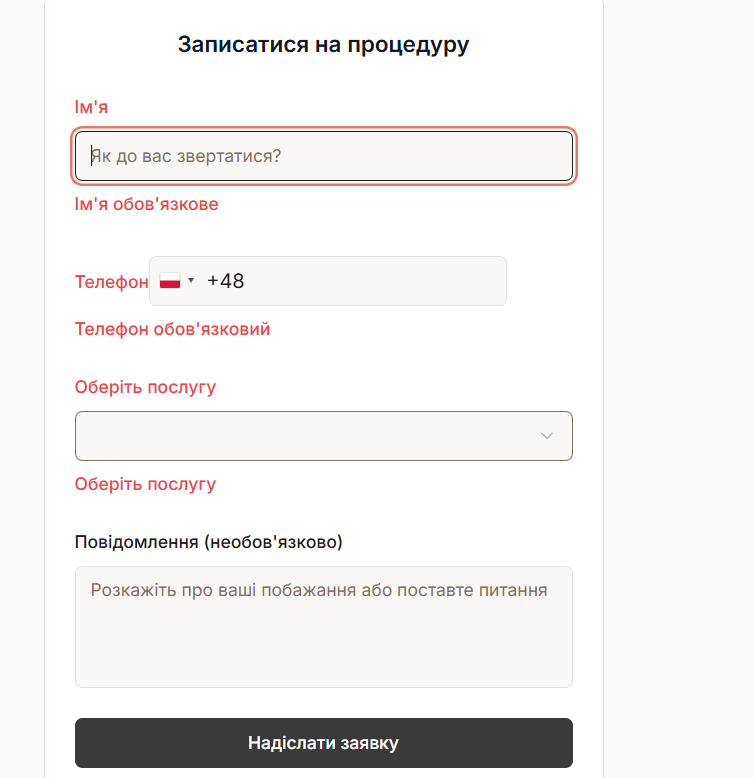 Записатися на процедуру
Ім'я
Як до вас звертатися?
Ім'я обов'язкове
Телефон +48
Телефон обов'язковий
Оберіть послугу
Оберіть послугу
Повідомлення (необов'язково)
Розкажіть про ваші побажання або поставте питання
Надіслати заявку